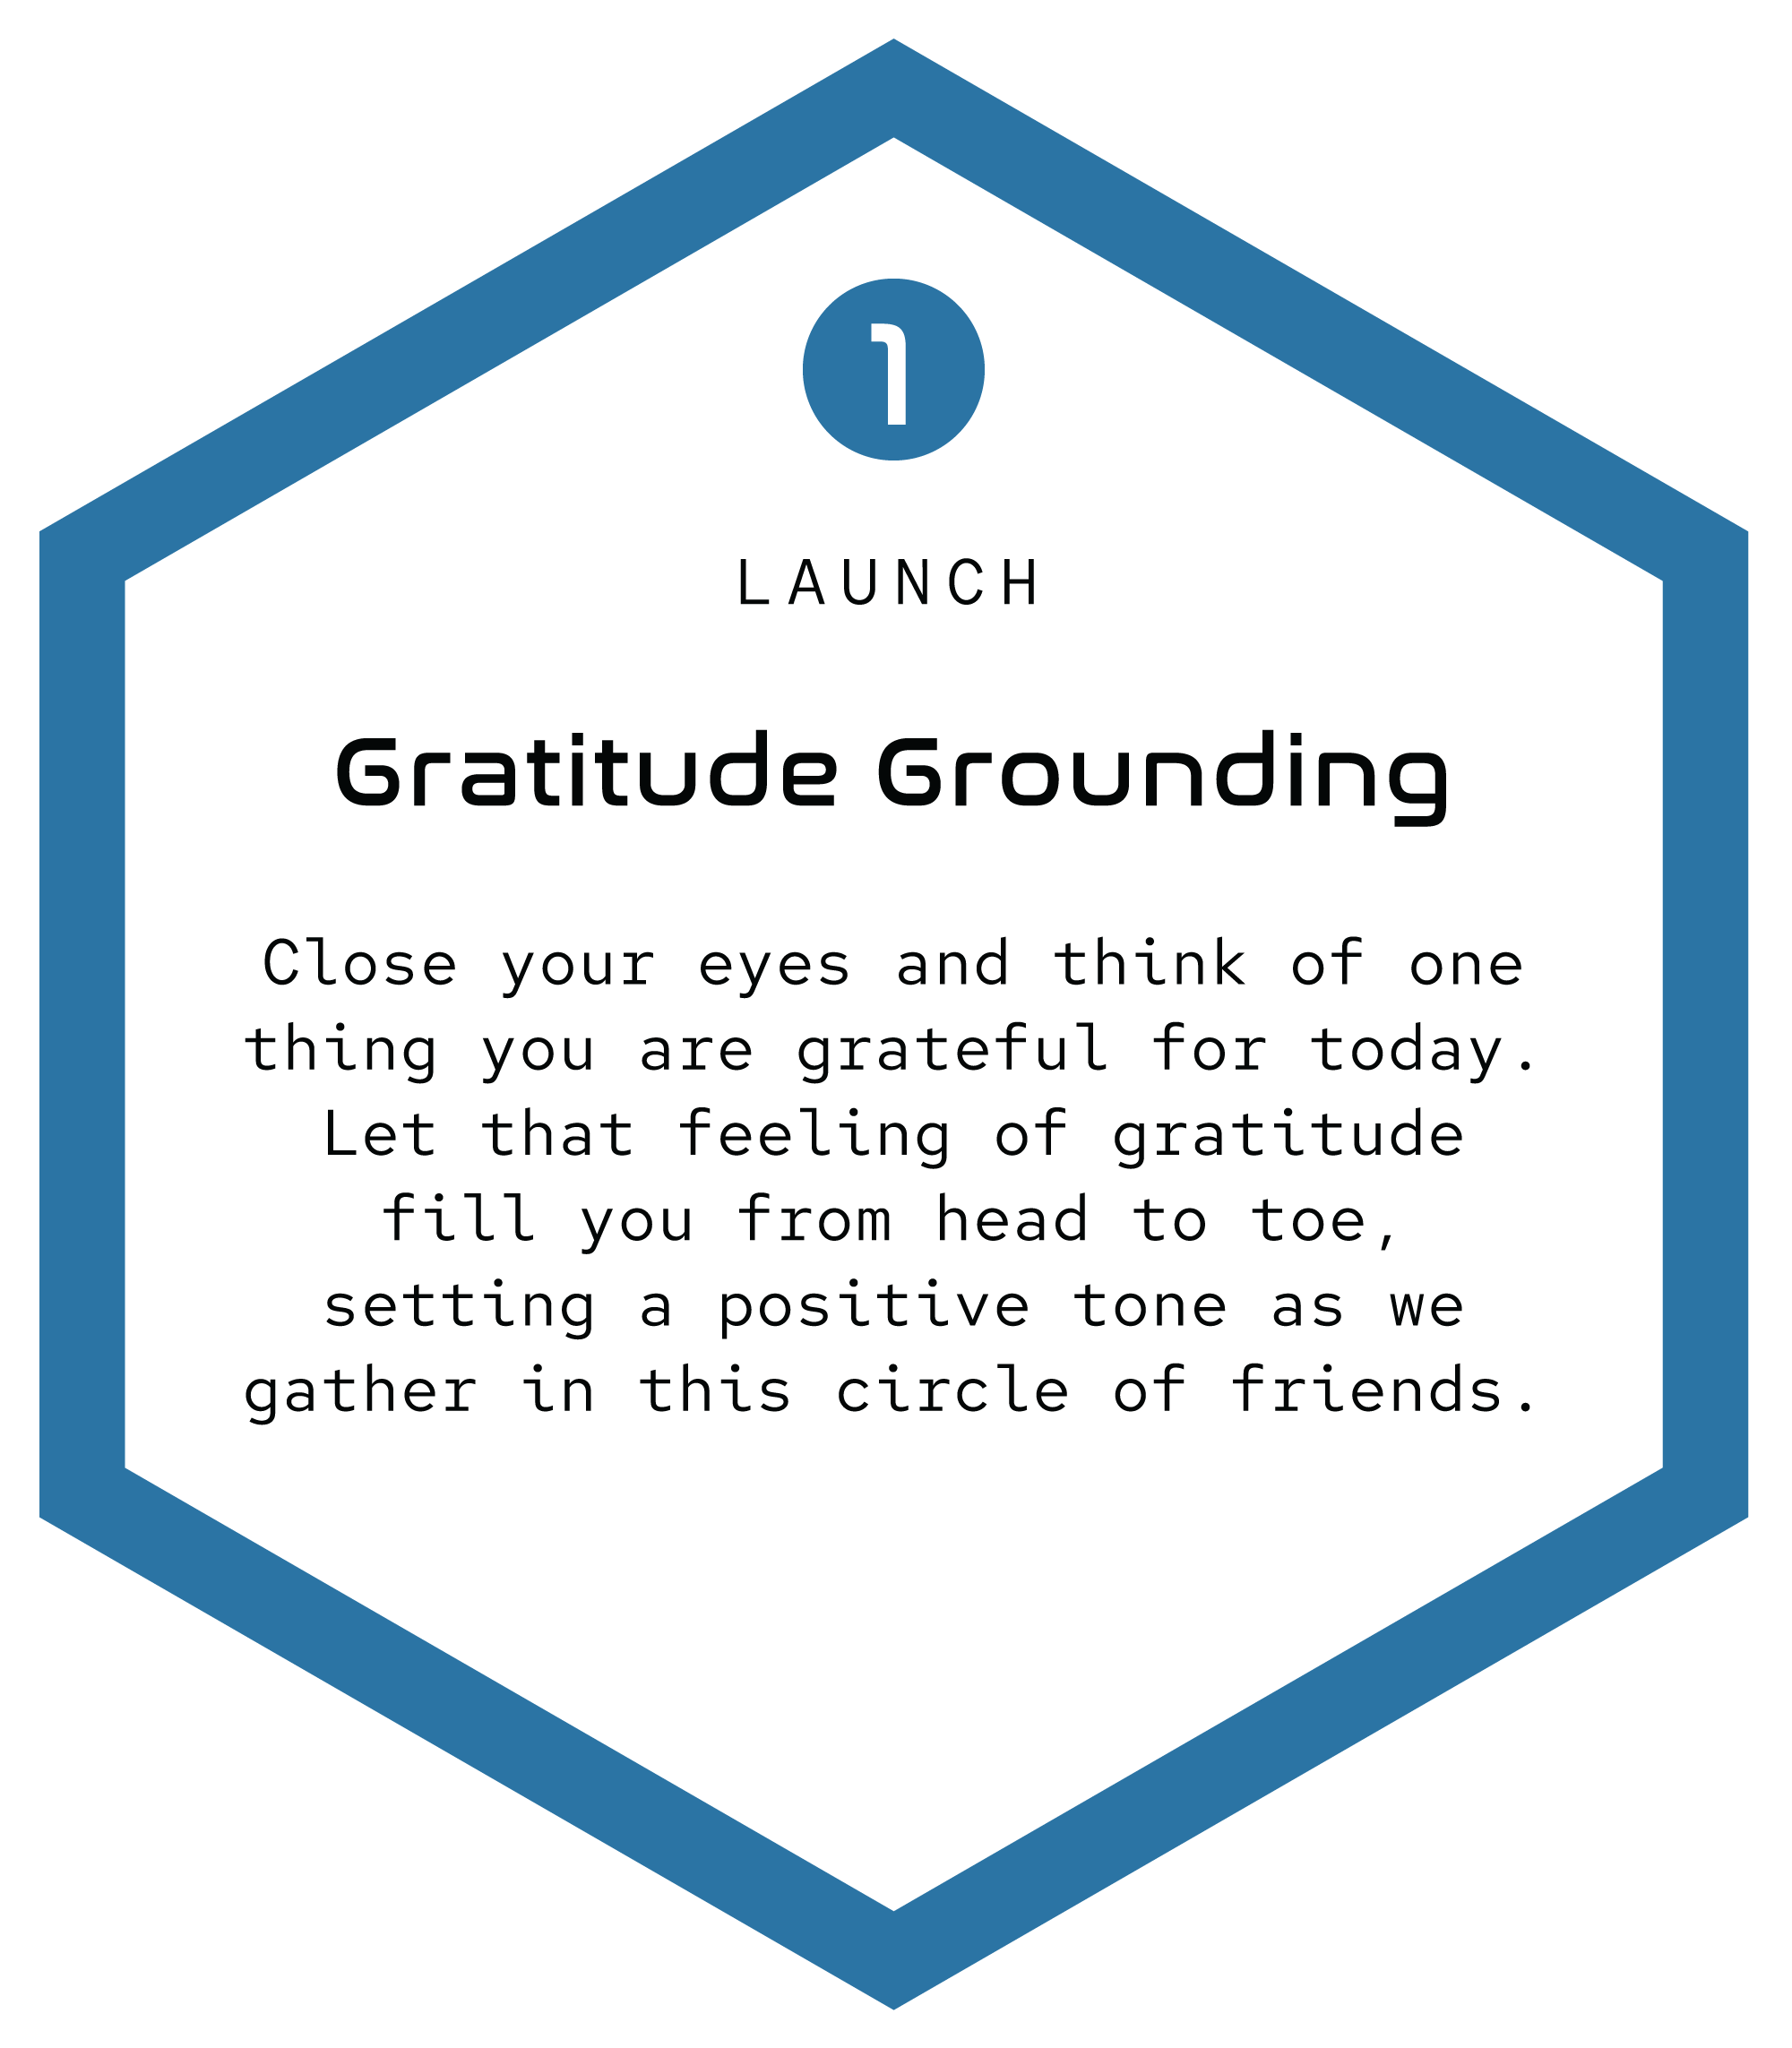 1
LAUNCH
Gratitude Grounding
Close your eyes and think of one
thing you are grateful for today.
Let that feeling of gratitude
fill you from head to toe,
setting a positive tone as we
gather in this circle of friends.